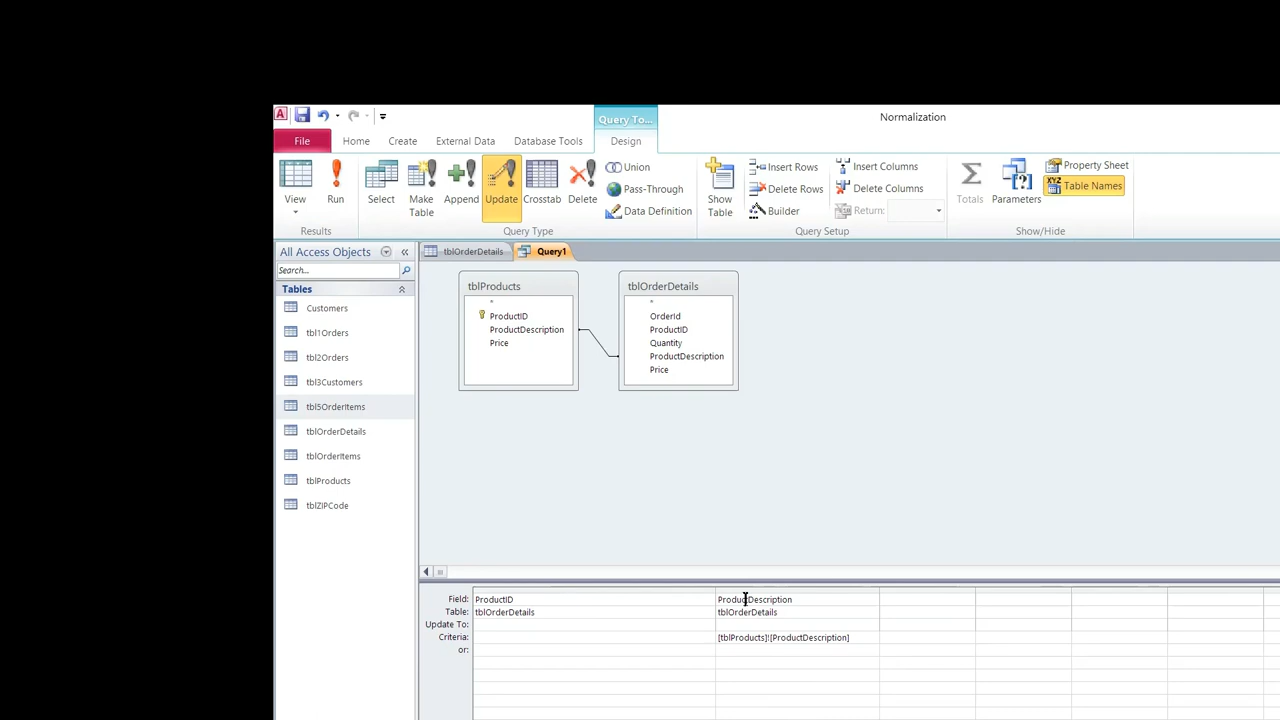 A
Query To...
Normalization
File
Home
Create
External Data
Database Tools
Design
View
Run
Select
Make
Table
Append
Update
Crosstab
Delete
Union
Pass-Through
Data Definition
Show
Table
Insert Rows
Delete Rows
Builder
Insert Columns
Delete Columns
Return:
Totals
Parameters
Property Sheet
XYZ Table Names
Results
Query Type
Query Setup
Show/Hide
All Access Objects
tblOrderDetails
Query1
Search...
Tables
Customers
tbl1Orders
tbl2Orders
tbl3Customers
tbl5OrderItems
tblOrderDetails
tblOrderItems
tblProducts
tblZIPCode
tblProducts
*
ProductID
ProductDescription
Price
tblOrderDetails
*
OrderId
ProductID
Quantity
ProductDescription
Price
Field: ProductID ProductDescription
Table: tblOrderDetails tblOrderDetails
Update To:
Criteria: [tblProducts]![ProductDescription]
or: